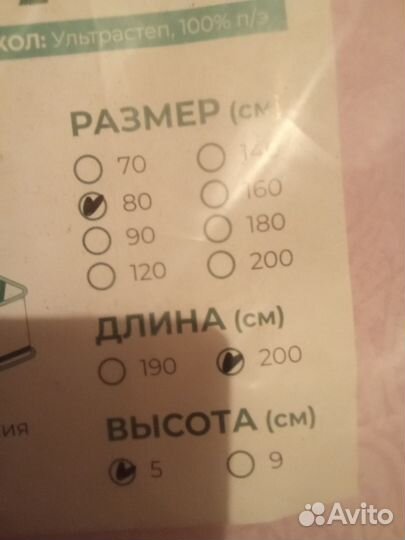 КОЛ: Ультрастеп, 100% п/э
РАЗМЕР (см)
70
80 160
90 180
120 200
ДЛИНА (см)
190 200
ВЫСОТА (см)
5 9
ия
Avito